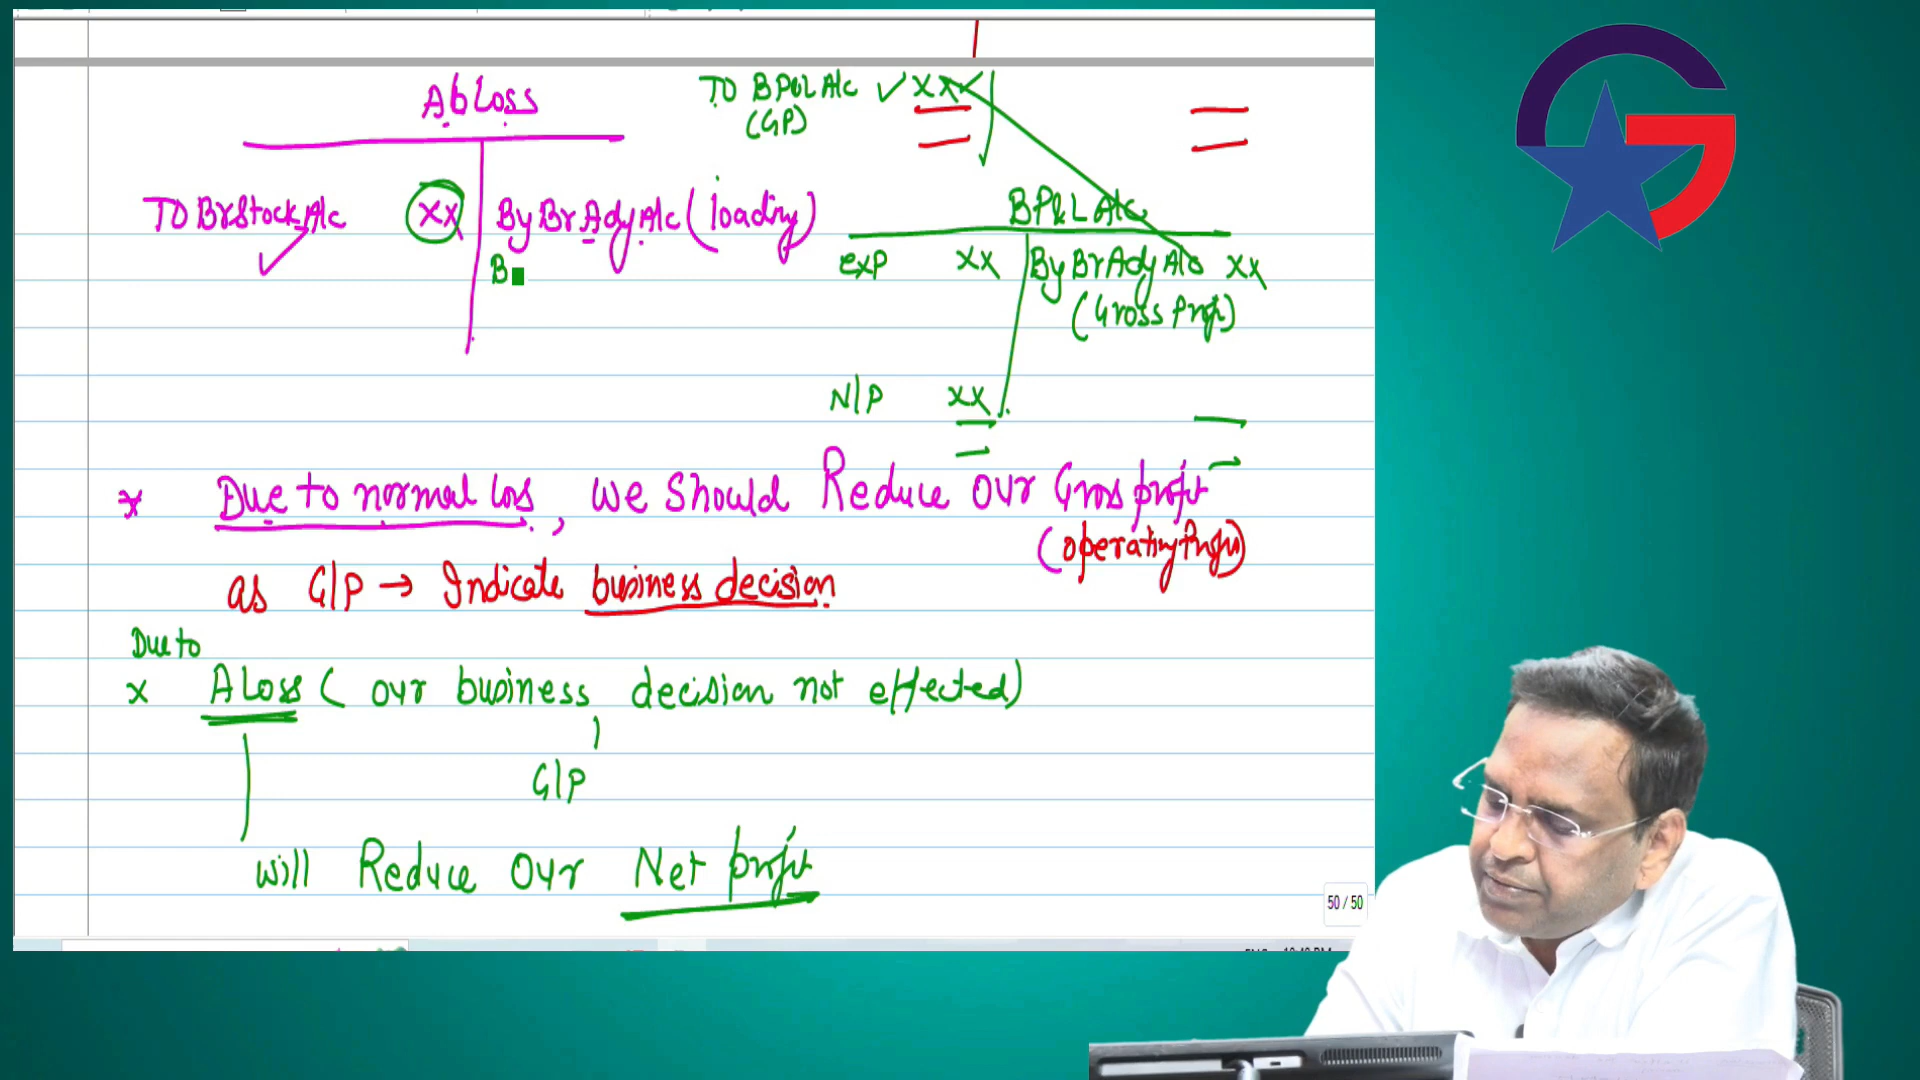 Ab Loss
TO Br Stock A/c XX By Br Adj A/c (loading)
B
TO BP&L A/c ✓ XX
(GP)
BP&L A/c
exp XX By Br Adj A/c XX
(Gross Prof)
N/P XX
* Due to normal loss, we should Reduce our Gross profit
(operating Profit)
as G/P → Indicate business decision
Due to
x A Loss ( our business, decision not effected)
G/P
will Reduce our Net profit
50 / 50